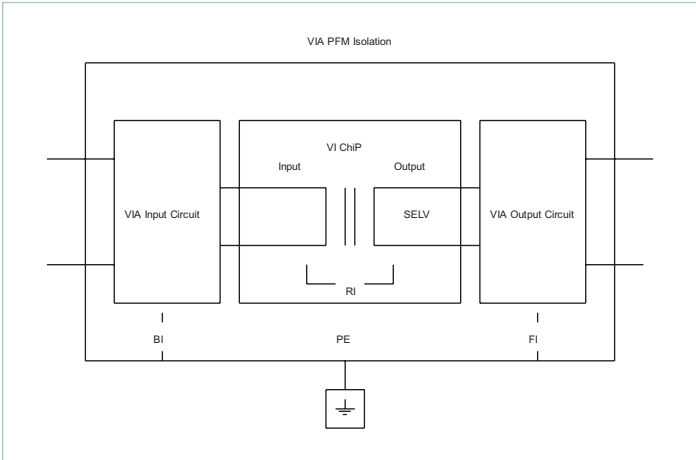 VIA PFM Isolation
VI ChiP
Input
Output
VIA Input Circuit
SELV
VIA Output Circuit
RI
BI
PE
FI